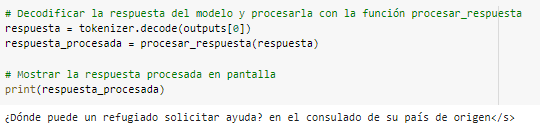 # Decodificar la respuesta del modelo y procesarla con la función procesar_respuesta
respuesta = tokenizer.decode(outputs[0])
respuesta_procesada = procesar_respuesta(respuesta)
# Mostrar la respuesta procesada en pantalla
print(respuesta_procesada)
¿Dónde puede un refugiado solicitar ayuda? en el consulado de su país de origen</s>